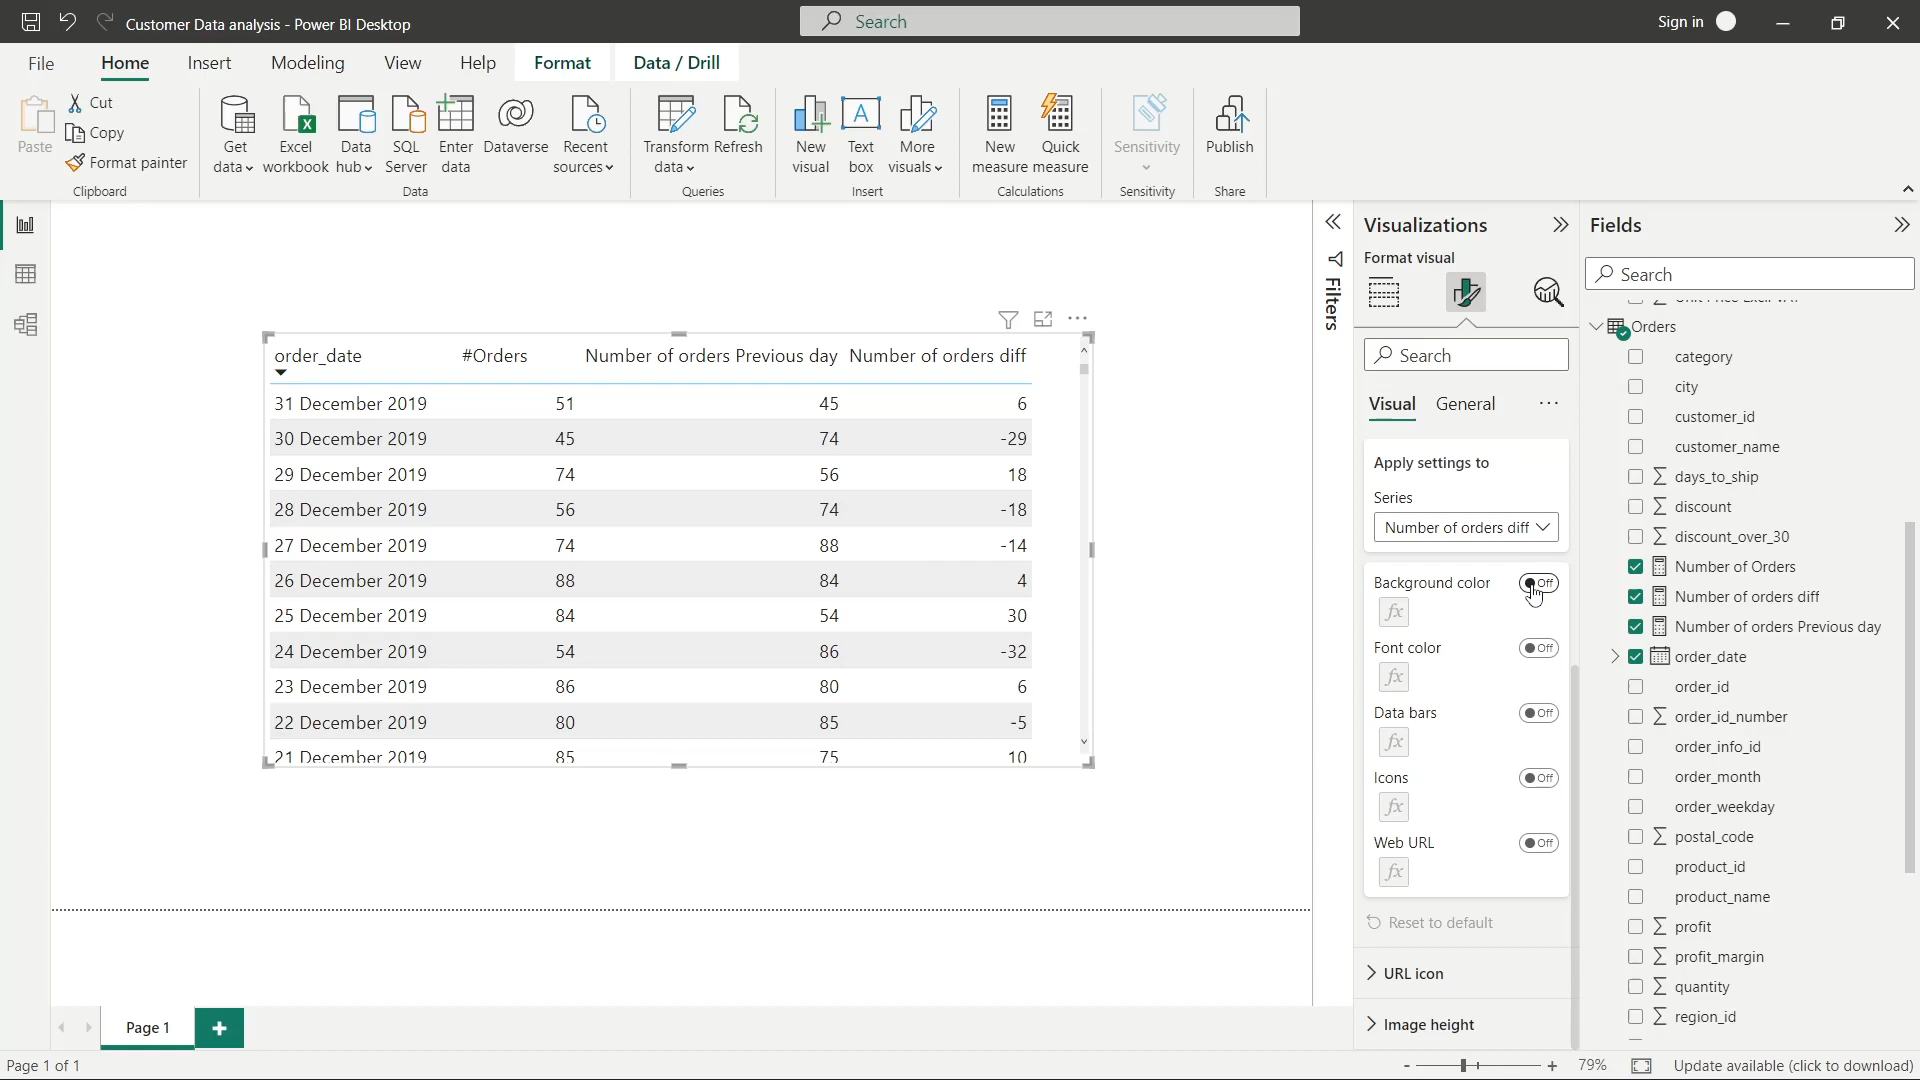 Customer Data analysis - Power BI Desktop
Search
Sign in
File
Home
Insert
Modeling
View
Help
Format
Data / Drill
Paste
Cut
Copy
Format painter
Clipboard
Get data
Excel workbook
Data hub
SQL Server
Enter data
Dataverse
Recent sources
Data
Transform data
Refresh
Queries
New visual
Text box
More visuals
Insert
New measure
Quick measure
Calculations
Sensitivity
Sensitivity
Publish
Share
order_date #Orders Number of orders Previous day Number of orders diff
31 December 2019 51 45 6
30 December 2019 45 74 -29
29 December 2019 74 56 18
28 December 2019 56 74 -18
27 December 2019 74 88 -14
26 December 2019 88 84 4
25 December 2019 84 54 30
24 December 2019 54 86 -32
23 December 2019 86 80 6
22 December 2019 80 85 -5
21 December 2019 85 75 10
Filters
Visualizations
Format visual
Search
Visual General
Apply settings to
Series
Number of orders diff
Background color Off
fx
Font color Off
fx
Data bars Off
fx
Icons Off
fx
Web URL Off
fx
Reset to default
URL icon
Image height
Fields
Search
Orders
category
city
customer_id
customer_name
days_to_ship
discount
discount_over_30
Number of Orders
Number of orders diff
Number of orders Previous day
order_date
order_id
order_id_number
order_info_id
order_month
order_weekday
postal_code
product_id
product_name
profit
profit_margin
quantity
region_id
Page 1
Page 1 of 1
- + 79%
Update available (click to download)